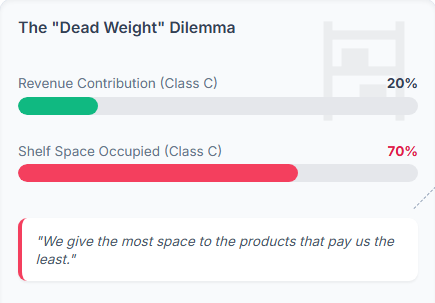 The "Dead Weight" Dilemma
Revenue Contribution (Class C) 20%
Shelf Space Occupied (Class C) 70%
"We give the most space to the products that pay us the
least."